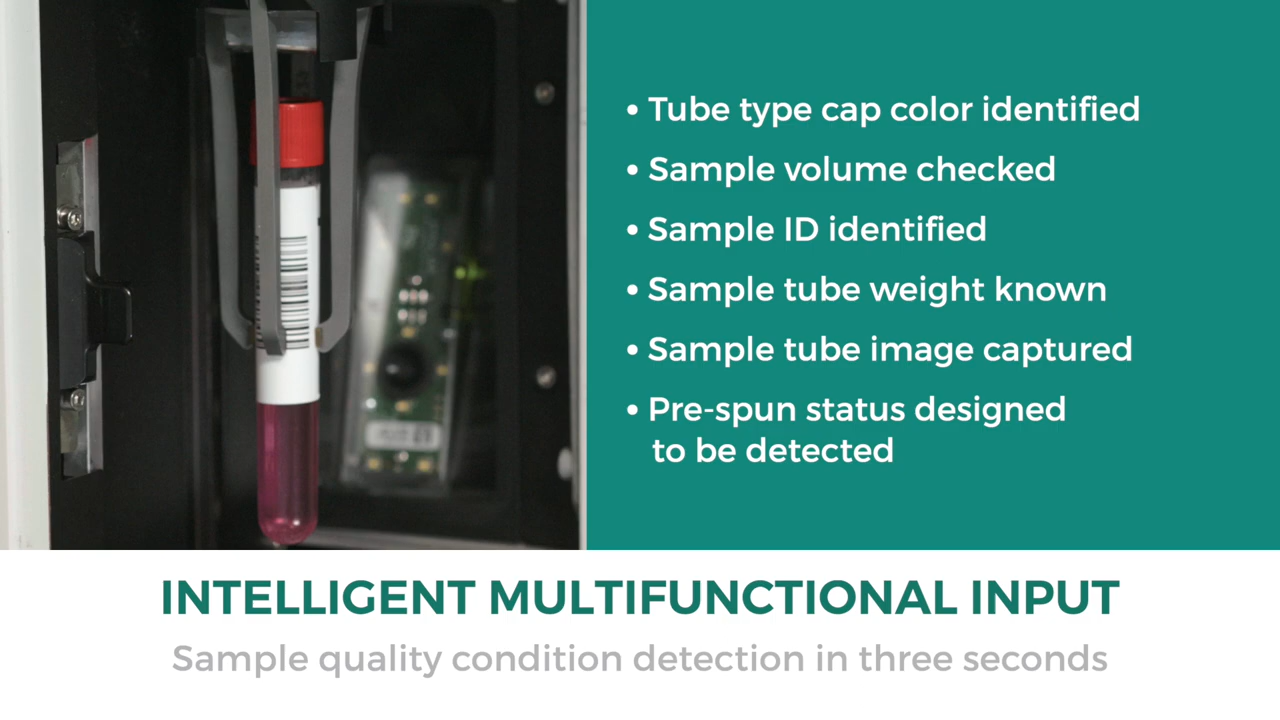 • Tube type cap color identified
• Sample volume checked
• Sample ID identified
• Sample tube weight known
• Sample tube image captured
• Pre-spun status designed
to be detected
INTELLIGENT MULTIFUNCTIONAL INPUT
Sample quality condition detection in three seconds